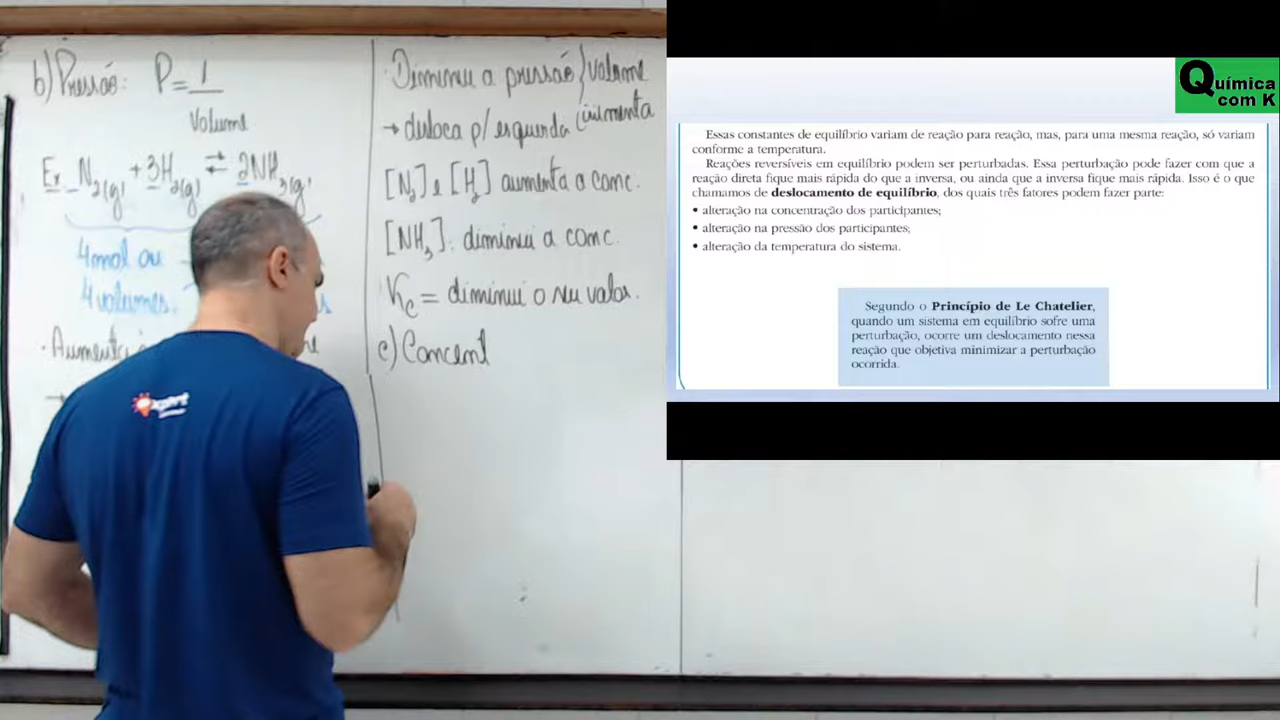 b) Pressão: P = 1
Volume
Ex N2(g) + 3H2(g) ⇄ 2NH3(g)
4mol ou
4 volumes.
• Aument
→
• Diminui a pressão / volume
→ desloca p/ esquerda (aumenta
[N2] e [H2] aumenta a conc.
[NH3]: diminui a conc.
Kc = diminui o seu valor.
c) Concent
Química
com K
Essas constantes de equilíbrio variam de reação para reação, mas, para uma mesma reação, só variam
conforme a temperatura.
Reações reversíveis em equilíbrio podem ser perturbadas. Essa perturbação pode fazer com que a
reação direta fique mais rápida do que a inversa, ou ainda que a inversa fique mais rápida. Isso é o que
chamamos de deslocamento de equilíbrio, dos quais três fatores podem fazer parte:
• alteração na concentração dos participantes;
• alteração na pressão dos participantes;
• alteração da temperatura do sistema.
Segundo o Princípio de Le Chatelier,
quando um sistema em equilíbrio sofre uma
perturbação, ocorre um deslocamento nessa
reação que objetiva minimizar a perturbação
ocorrida.